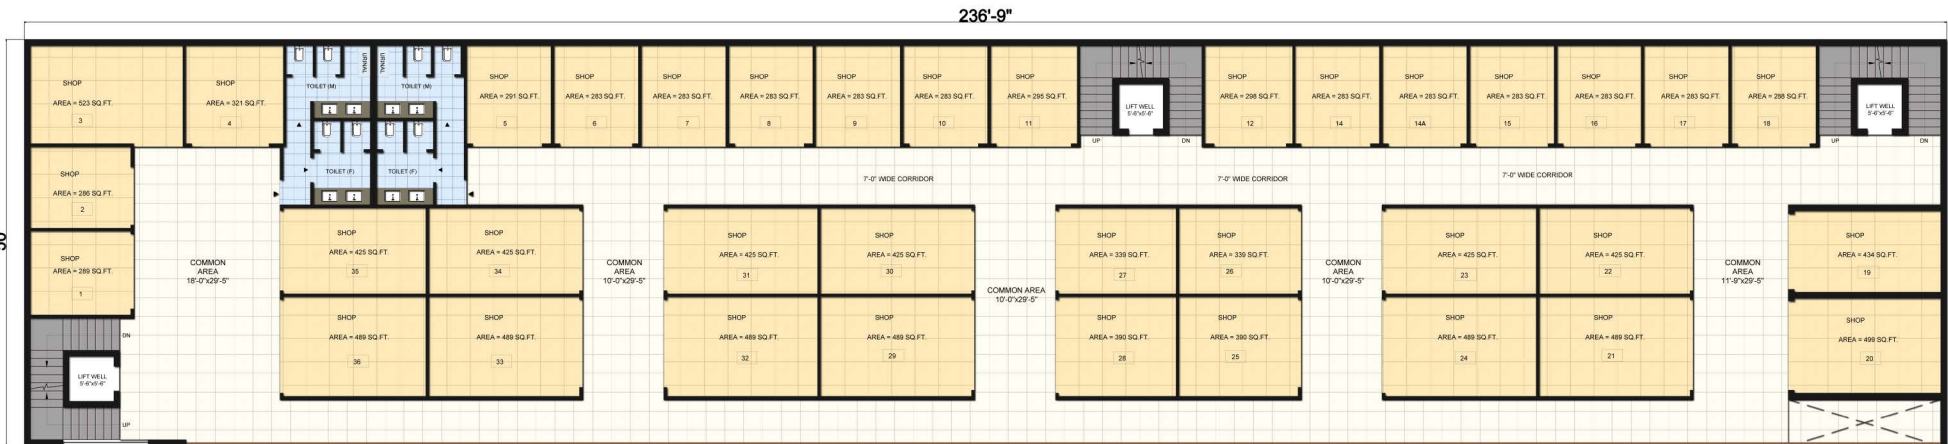 236'-9"
SHOP
AREA = 523 SQ.FT.
3
SHOP
AREA = 321 SQ.FT.
4
URINAL
TOILET (M)
URINAL
TOILET (M)
SHOP
AREA = 291 SQ.FT.
5
SHOP
AREA = 283 SQ.FT.
6
SHOP
AREA = 283 SQ.FT.
7
SHOP
AREA = 283 SQ.FT.
8
SHOP
AREA = 283 SQ.FT.
9
SHOP
AREA = 283 SQ.FT.
10
SHOP
AREA = 295 SQ.FT.
11
LIFT WELL
5'-6"x5'-6"
UP
DN
SHOP
AREA = 298 SQ.FT.
12
SHOP
AREA = 283 SQ.FT.
14
SHOP
AREA = 283 SQ.FT.
14A
SHOP
AREA = 283 SQ.FT.
15
SHOP
AREA = 283 SQ.FT.
16
SHOP
AREA = 283 SQ.FT.
17
SHOP
AREA = 288 SQ.FT.
18
LIFT WELL
5'-6"x5'-6"
UP
DN
SHOP
AREA = 286 SQ.FT.
2
TOILET (F)
TOILET (F)
7'-0" WIDE CORRIDOR
7'-0" WIDE CORRIDOR
7'-0" WIDE CORRIDOR
SHOP
AREA = 289 SQ.FT.
1
COMMON
AREA
18'-0"x29'-5"
SHOP
AREA = 425 SQ.FT.
35
SHOP
AREA = 425 SQ.FT.
34
COMMON
AREA
10'-0"x29'-5"
SHOP
AREA = 425 SQ.FT.
31
SHOP
AREA = 425 SQ.FT.
30
COMMON AREA
10'-0"x29'-5"
SHOP
AREA = 339 SQ.FT.
27
SHOP
AREA = 339 SQ.FT.
26
COMMON
AREA
10'-0"x29'-5"
SHOP
AREA = 425 SQ.FT.
23
SHOP
AREA = 425 SQ.FT.
22
COMMON
AREA
11'-9"x29'-5"
SHOP
AREA = 434 SQ.FT.
19
DN
LIFT WELL
5'-6"x5'-6"
UP
SHOP
AREA = 489 SQ.FT.
36
SHOP
AREA = 489 SQ.FT.
33
SHOP
AREA = 489 SQ.FT.
32
SHOP
AREA = 489 SQ.FT.
29
SHOP
AREA = 390 SQ.FT.
28
SHOP
AREA = 390 SQ.FT.
25
SHOP
AREA = 489 SQ.FT.
24
SHOP
AREA = 489 SQ.FT.
21
SHOP
AREA = 499 SQ.FT.
20